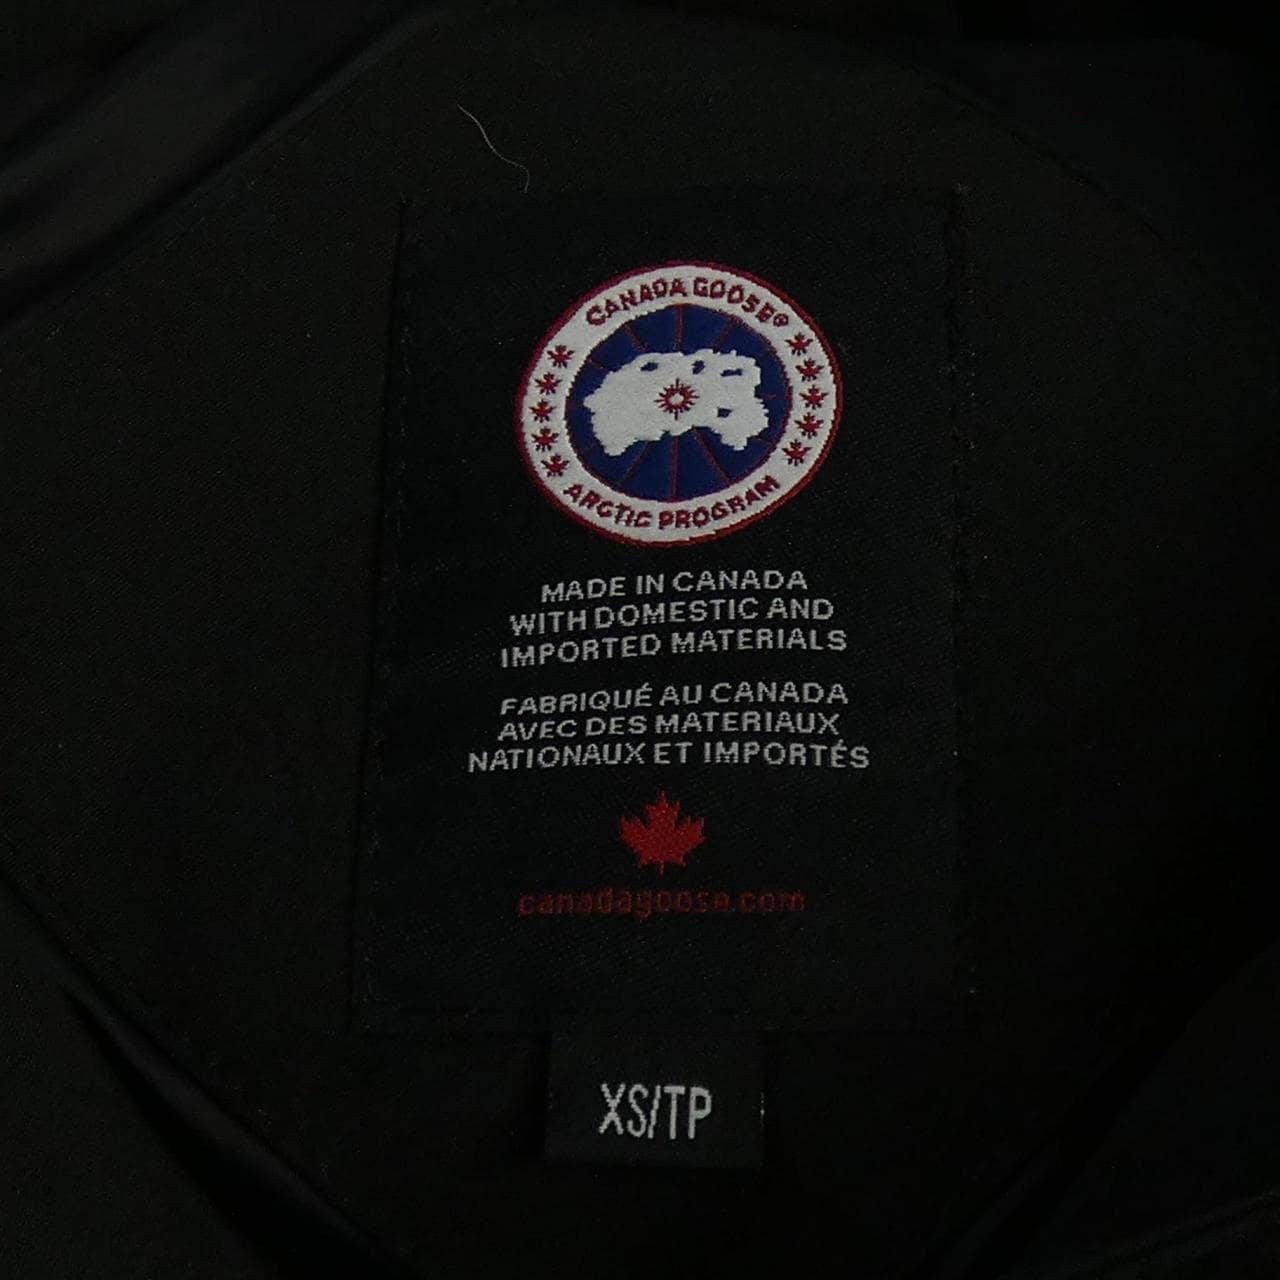 CANADA GOOSE®
ARCTIC PROGRAM
MADE IN CANADA
WITH DOMESTIC AND
IMPORTED MATERIALS
FABRIQUÉ AU CANADA
AVEC DES MATERIAUX
NATIONAUX ET IMPORTÉS
canadagoose.com
XS/TP